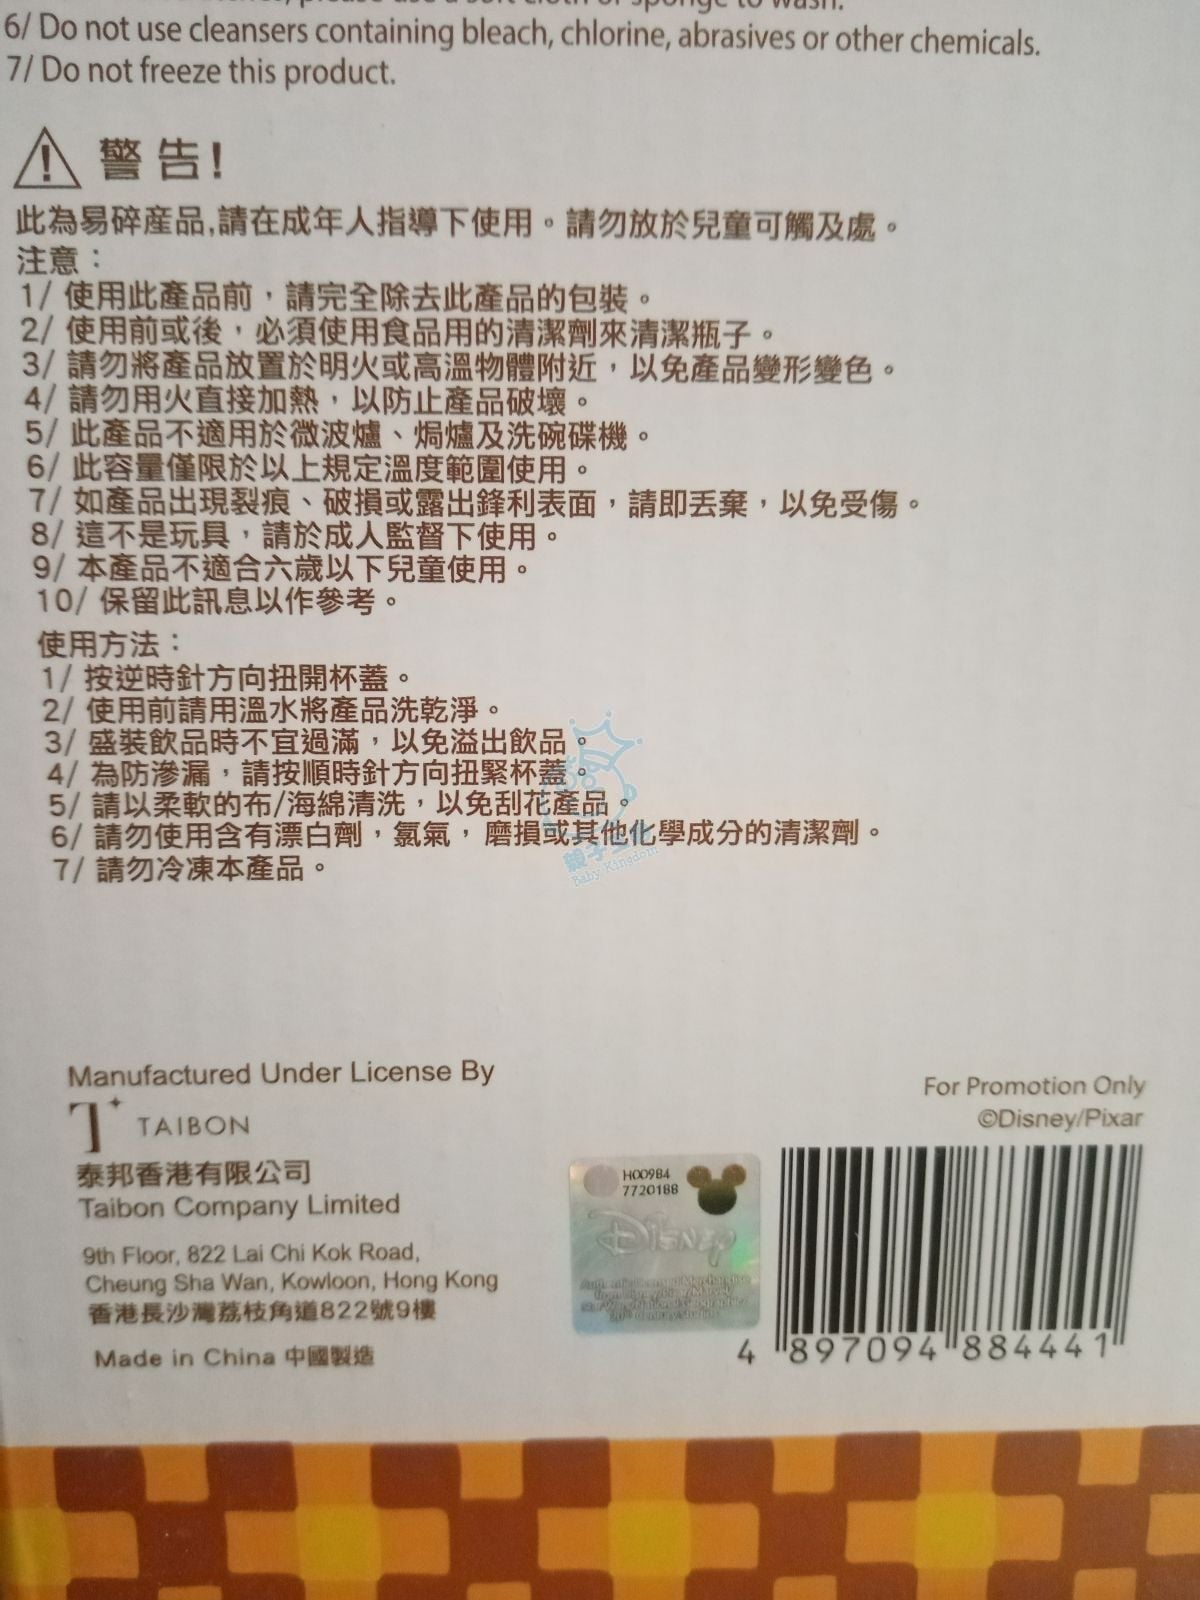 please use a soft cloth or sponge to wash.
6/ Do not use cleansers containing bleach, chlorine, abrasives or other chemicals.
7/ Do not freeze this product.
警告!
此為易碎産品,請在成年人指導下使用。請勿放於兒童可觸及處。
注意：
1/ 使用此產品前，請完全除去此產品的包裝。
2/ 使用前或後，必須使用食品用的清潔劑來清潔瓶子。
3/ 請勿將產品放置於明火或高溫物體附近，以免產品變形變色。
4/ 請勿用火直接加熱，以防止產品破壞。
5/ 此產品不適用於微波爐、焗爐及洗碗碟機。
6/ 此容量僅限於以上規定溫度範圍使用。
7/ 如產品出現裂痕、破損或露出鋒利表面，請即丟棄，以免受傷。
8/ 這不是玩具，請於成人監督下使用。
9/ 本產品不適合六歲以下兒童使用。
10/ 保留此訊息以作參考。
使用方法：
1/ 按逆時針方向扭開杯蓋。
2/ 使用前請用溫水將產品洗乾淨。
3/ 盛裝飲品時不宜過滿，以免溢出飲品。
4/ 為防滲漏，請按順時針方向扭緊杯蓋。
5/ 請以柔軟的布/海綿清洗，以免刮花產品。
6/ 請勿使用含有漂白劑，氯氣，磨損或其他化學成分的清潔劑。
7/ 請勿冷凍本產品。
Baby Kingdom
Manufactured Under License By
TAIBON
泰邦香港有限公司
Taibon Company Limited
9th Floor, 822 Lai Chi Kok Road,
Cheung Sha Wan, Kowloon, Hong Kong
香港長沙灣荔枝角道822號9樓
Made in China 中國製造
For Promotion Only
©Disney/Pixar
H00984
7720188
Disney
4 897094 884441